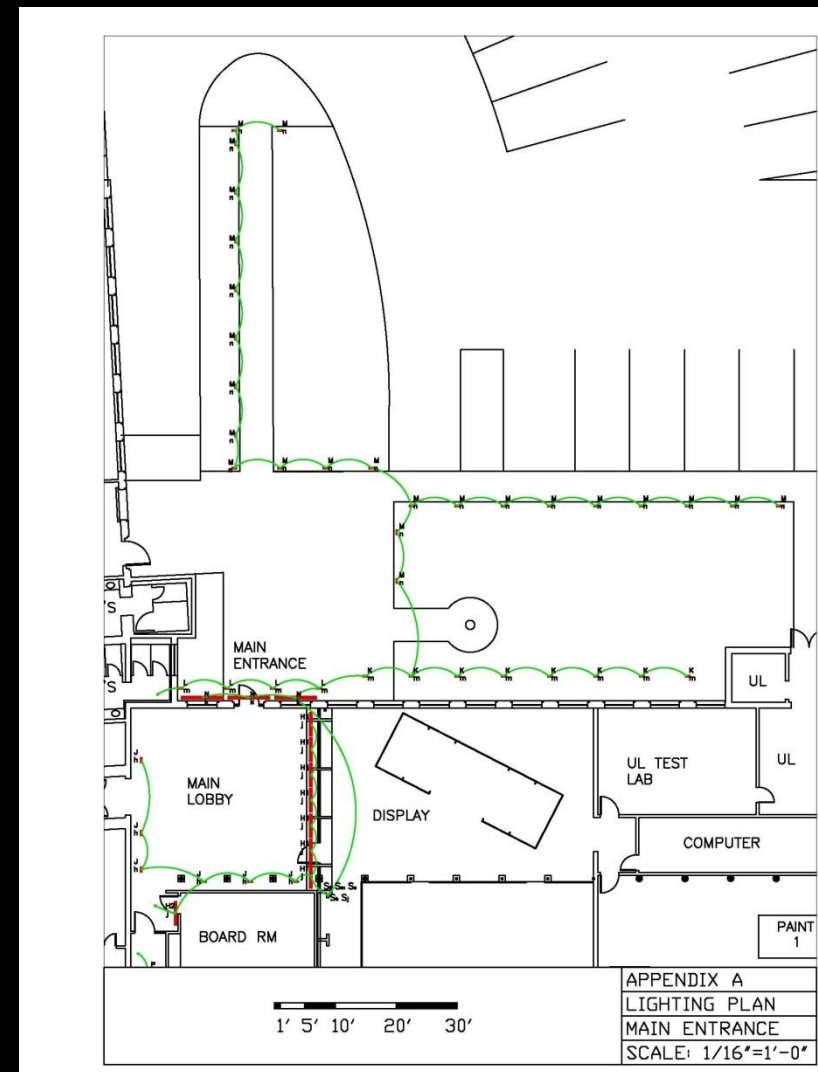 M
n
M
n
M
n
M
n
M
n
M
n
M
n
M
n
M
n
M
n
M
n
M
n
M
n
M
n
M
n
M
n
M
n
M
n
M
n
M
n
M
n
M
n
M
n
M
n
'S
MAIN
ENTRANCE
'S
L
m
L
m
L
m
L
m
K
m
K
m
K
m
K
m
K
m
K
m
K
m
K
m
UL
H
j
H
j
H
j
H
j
H
j
H
j
J
h
MAIN
LOBBY
DISPLAY
UL TEST
LAB
UL
COMPUTER
J
h
J
h
J
h
J
h
J
h
BOARD RM
PAINT
1
1' 5' 10' 20' 30'
APPENDIX A
LIGHTING PLAN
MAIN ENTRANCE
SCALE: 1/16"=1'-0"